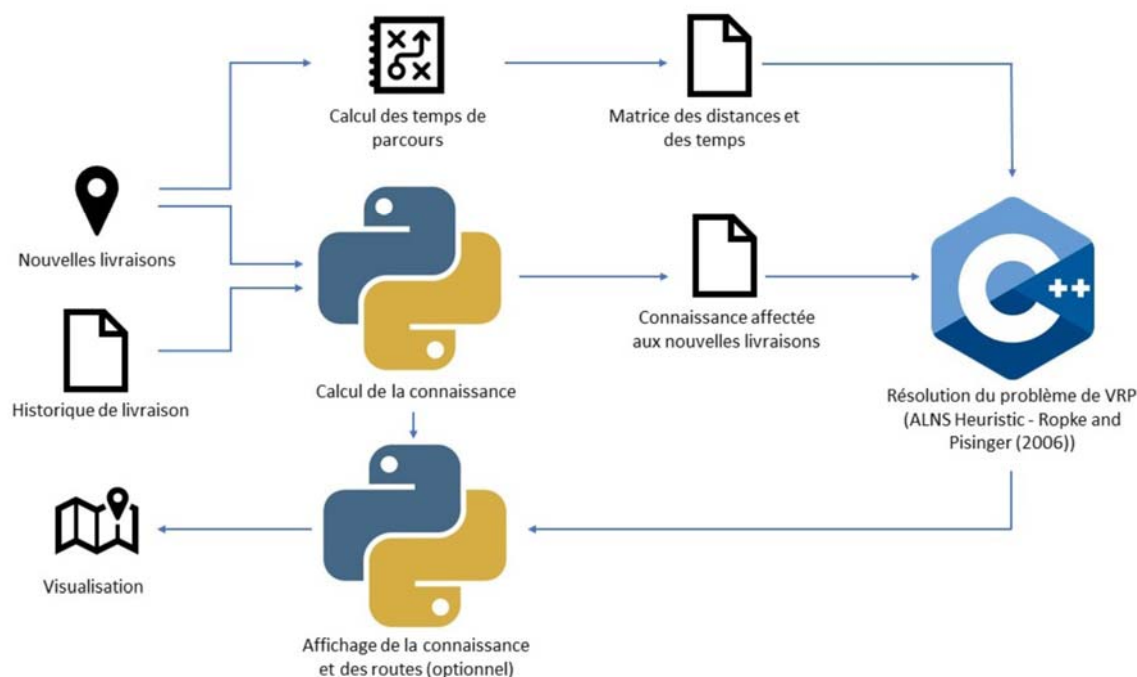 Calcul des temps de
parcours
Matrice des distances et
des temps
Nouvelles livraisons
Historique de livraison
Calcul de la connaissance
Connaissance affectée
aux nouvelles livraisons
C
++
Résolution du problème de VRP
(ALNS Heuristic - Ropke and
Pisinger (2006))
Visualisation
Affichage de la connaissance
et des routes (optionnel)